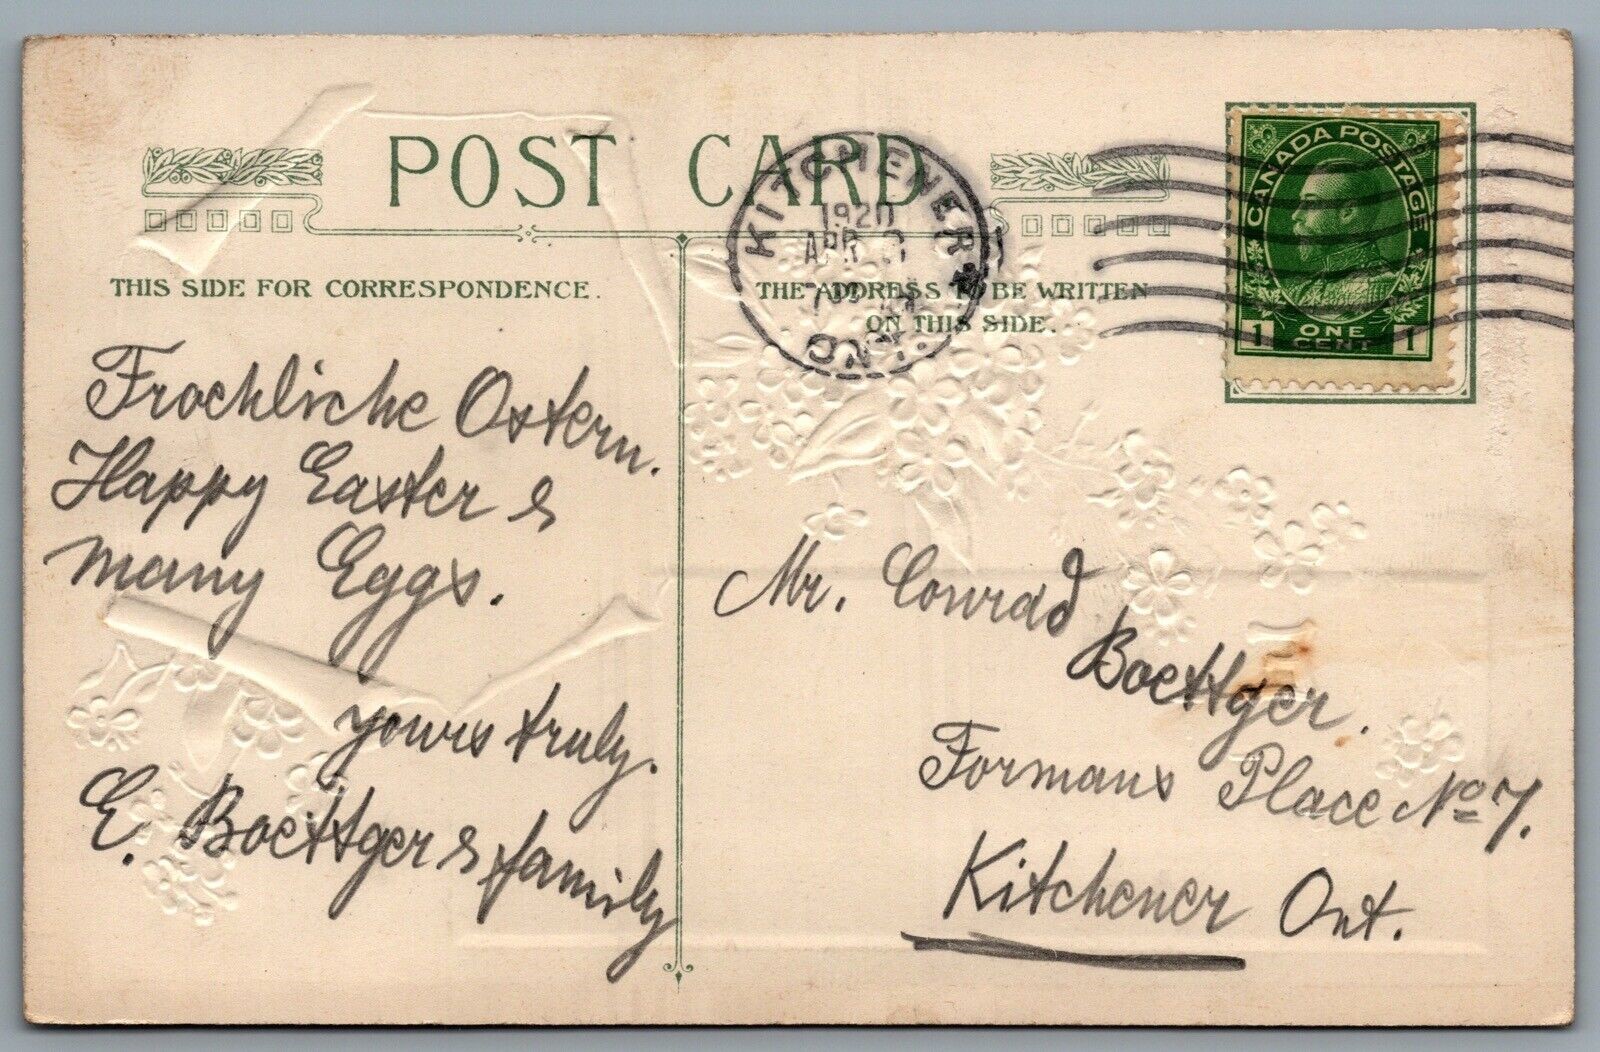 POST CARD
THIS SIDE FOR CORRESPONDENCE.
THE ADDRESS TO BE WRITTEN
ON THIS SIDE.
KITCHENER
1920
APR
ONT.
CANADA POSTAGE
1 ONE 1
CENT
Froehliche Ostern.
Happy Easter &
many Eggs.
yours truly.
E. Boettger & family
Mr. Conrad
Boettger.
Formans Place No 7.
Kitchener Ont.